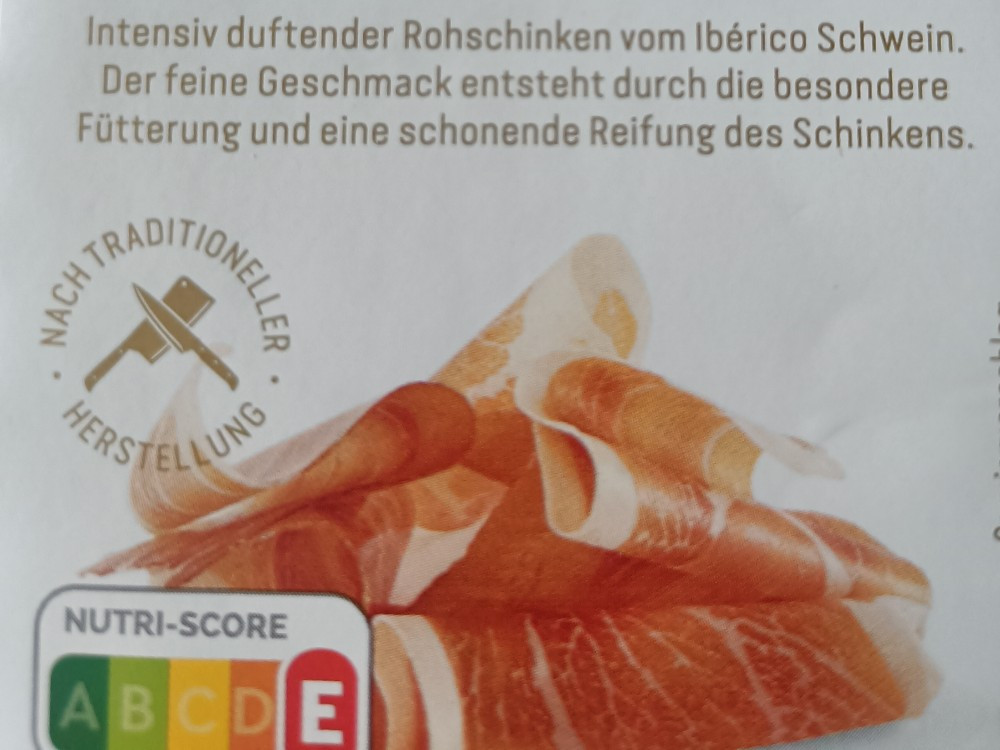 Intensiv duftender Rohschinken vom Ibérico Schwein.
Der feine Geschmack entsteht durch die besondere
Fütterung und eine schonende Reifung des Schinkens.
· NACH TRADITIONELLER ·
HERSTELLUNG
NUTRI-SCORE
A B C D E